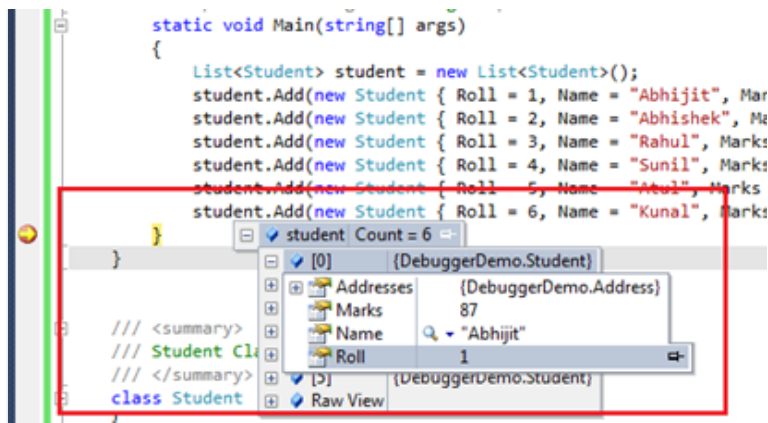 static void Main(string[] args)
{
List<Student> student = new List<Student>();
student.Add(new Student { Roll = 1, Name = "Abhijit", Mar
student.Add(new Student { Roll = 2, Name = "Abhishek", Ma
student.Add(new Student { Roll = 3, Name = "Rahul", Marks
student.Add(new Student { Roll = 4, Name = "Sunil", Marks
student.Add(new Student { Roll = 5, Name = "Atul", Marks
student.Add(new Student { Roll = 6, Name = "Kunal", Marks
}
student Count = 6
}
[0] {DebuggerDemo.Student}
Addresses {DebuggerDemo.Address}
Marks 87
/// <summary>
Name "Abhijit"
/// Student Cla
Roll 1
/// </summary>
[5] {DebuggerDemo.Student}
class Student
Raw View